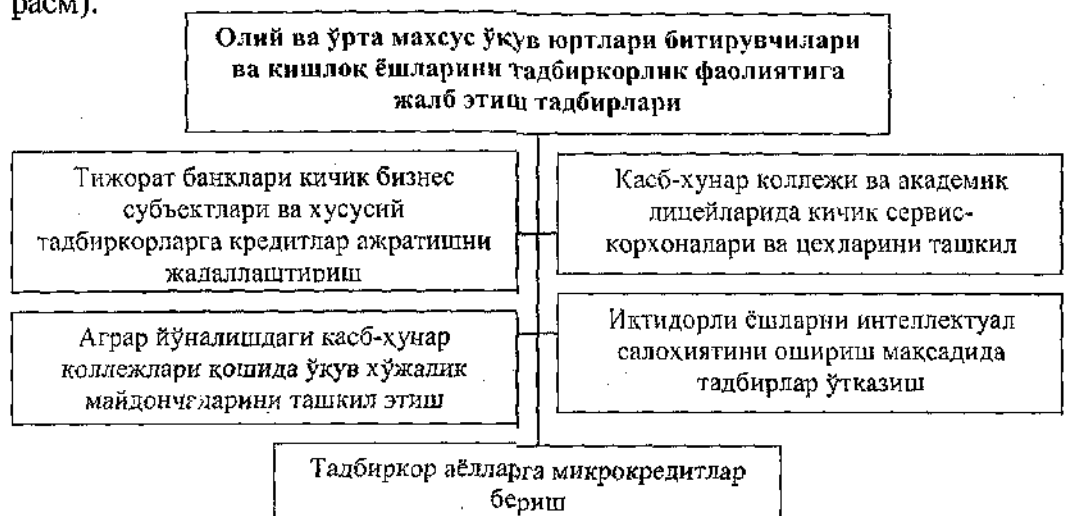 расм).
Олий ва ўрта махсус ўқув юртлари битирувчилари
ва кишлоқ ёшларини тадбиркорлик фаолиятига
жалб этиш тадбирлари
Тижорат банклари кичик бизнес
субъектлари ва хусусий
тадбиркорларга кредитлар ажратишни
жадаллаштириш
Касб-хунар коллежи ва академик
лицейларида кичик сервис-
корхоналари ва цехларини ташкил
Аграр йўналишдаги касб-ҳунар
коллежлари қошида ўқув хўжалик
майдончаларини ташкил этиш
Иқтидорли ёшларни интеллектуал
салоҳиятини ошириш мақсадида
тадбирлар ўтказиш
Тадбиркор аёлларга микрокредитлар
бериш